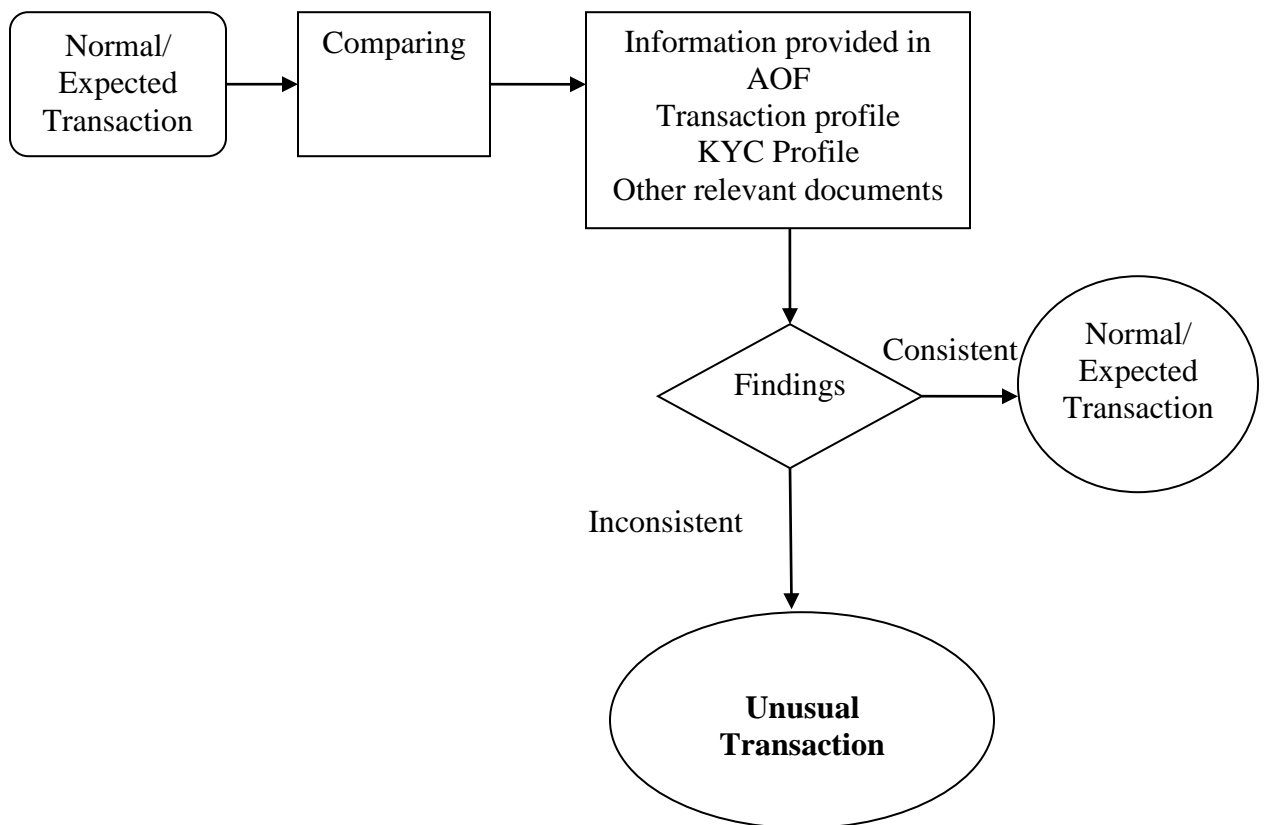 Normal/
Expected
Transaction
Comparing
Information provided in
AOF
Transaction profile
KYC Profile
Other relevant documents
Findings
Consistent
Normal/
Expected
Transaction
Inconsistent
Unusual
Transaction